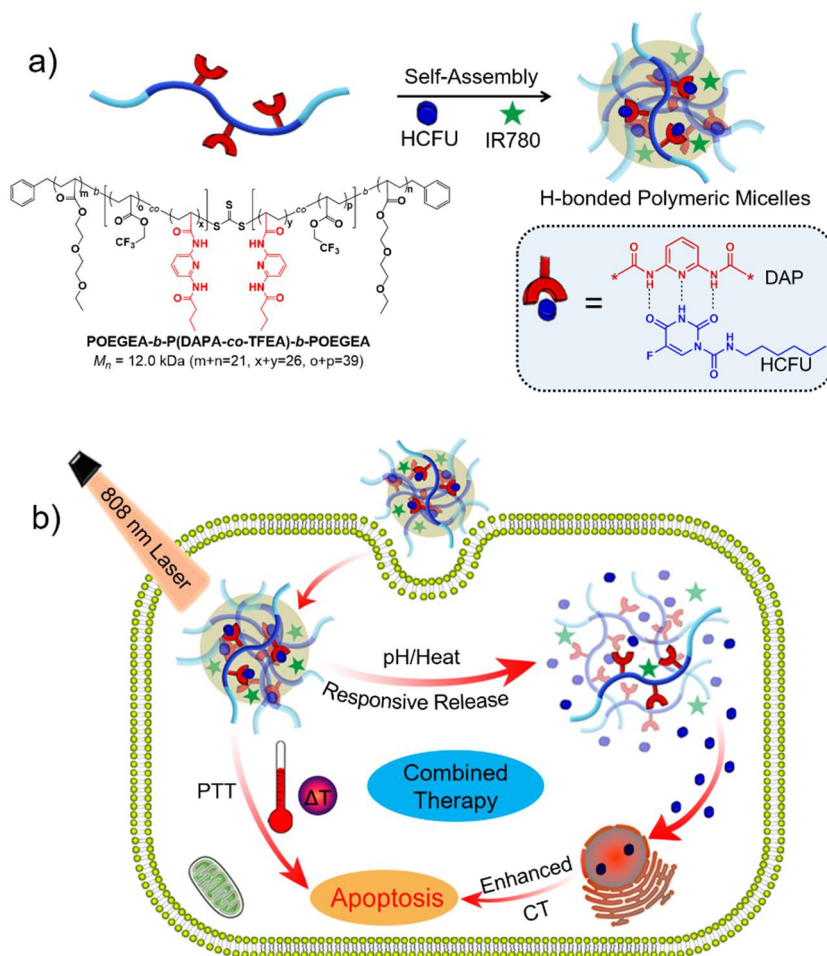 a)
Self-Assembly
HCFU
IR780
H-bonded Polymeric Micelles
m b o co x S S S y co p b n
O O O O O O O O
O CF3 NH NH CF3 O
O N N O
O NH NH O
O O
POEGEA-b-P(DAPA-co-TFEA)-b-POEGEA
Mn = 12.0 kDa (m+n=21, x+y=26, o+p=39)
=
O O
* N N N *
H H
DAP
O H O
N
F N N
H
O
HCFU
b)
808 nm Laser
pH/Heat
Responsive Release
PTT
ΔT
Combined
Therapy
Apoptosis
Enhanced
CT